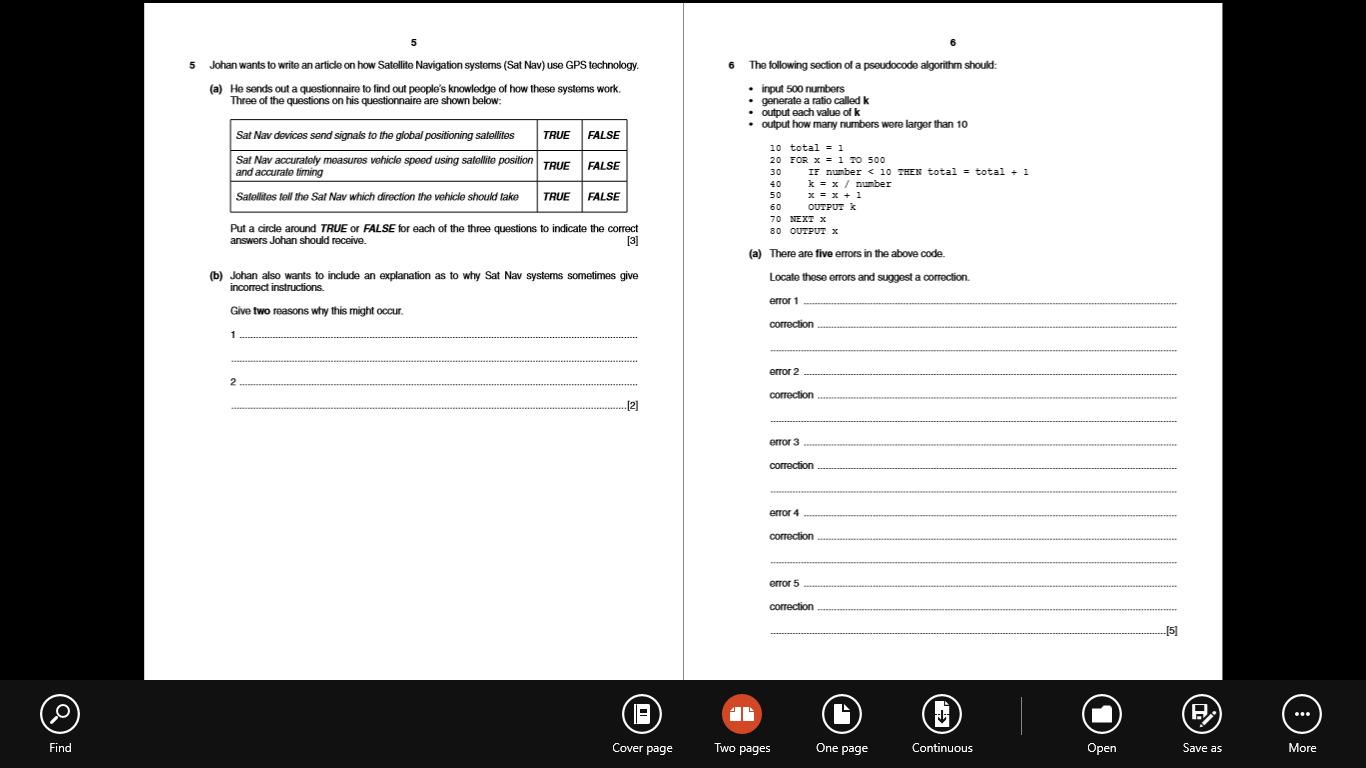 5
5 Johan wants to write an article on how Satellite Navigation systems (Sat Nav) use GPS technology.
(a) He sends out a questionnaire to find out people's knowledge of how these systems work.
Three of the questions on his questionnaire are shown below:
Sat Nav devices send signals to the global positioning satellites TRUE FALSE
Sat Nav accurately measures vehicle speed using satellite position
and accurate timing TRUE FALSE
Satellites tell the Sat Nav which direction the vehicle should take TRUE FALSE
Put a circle around TRUE or FALSE for each of the three questions to indicate the correct
answers Johan should receive. [3]
(b) Johan also wants to include an explanation as to why Sat Nav systems sometimes give
incorrect instructions.
Give two reasons why this might occur.
1
2
[2]
6
6 The following section of a pseudocode algorithm should:
• input 500 numbers
• generate a ratio called k
• output each value of k
• output how many numbers were larger than 10
10 total = 1
20 FOR x = 1 TO 500
30 IF number < 10 THEN total = total + 1
40 k = x / number
50 x = x + 1
60 OUTPUT k
70 NEXT x
80 OUTPUT x
(a) There are five errors in the above code.
Locate these errors and suggest a correction.
error 1
correction
error 2
correction
error 3
correction
error 4
correction
error 5
correction
[5]
Find
Cover page
Two pages
One page
Continuous
Open
Save as
More